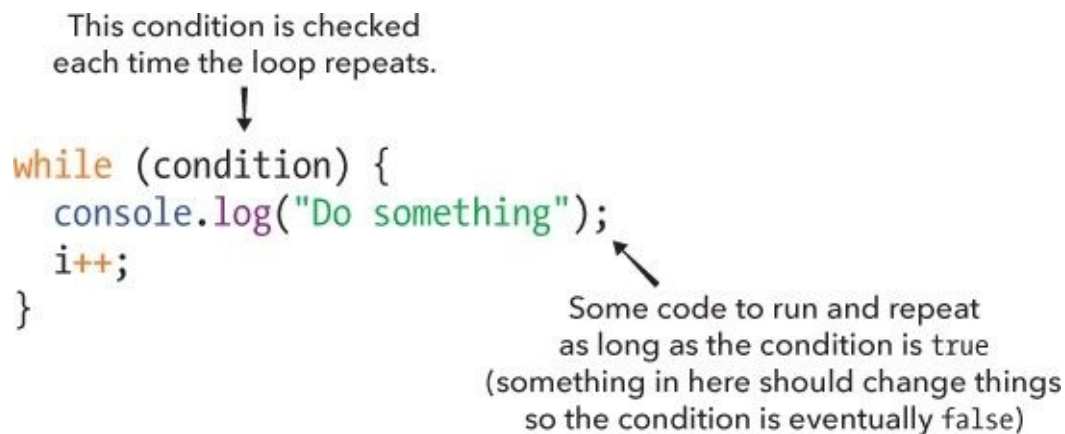 This condition is checked
each time the loop repeats.
while (condition) {
  console.log("Do something");
  i++;
}
Some code to run and repeat
as long as the condition is true
(something in here should change things
so the condition is eventually false)